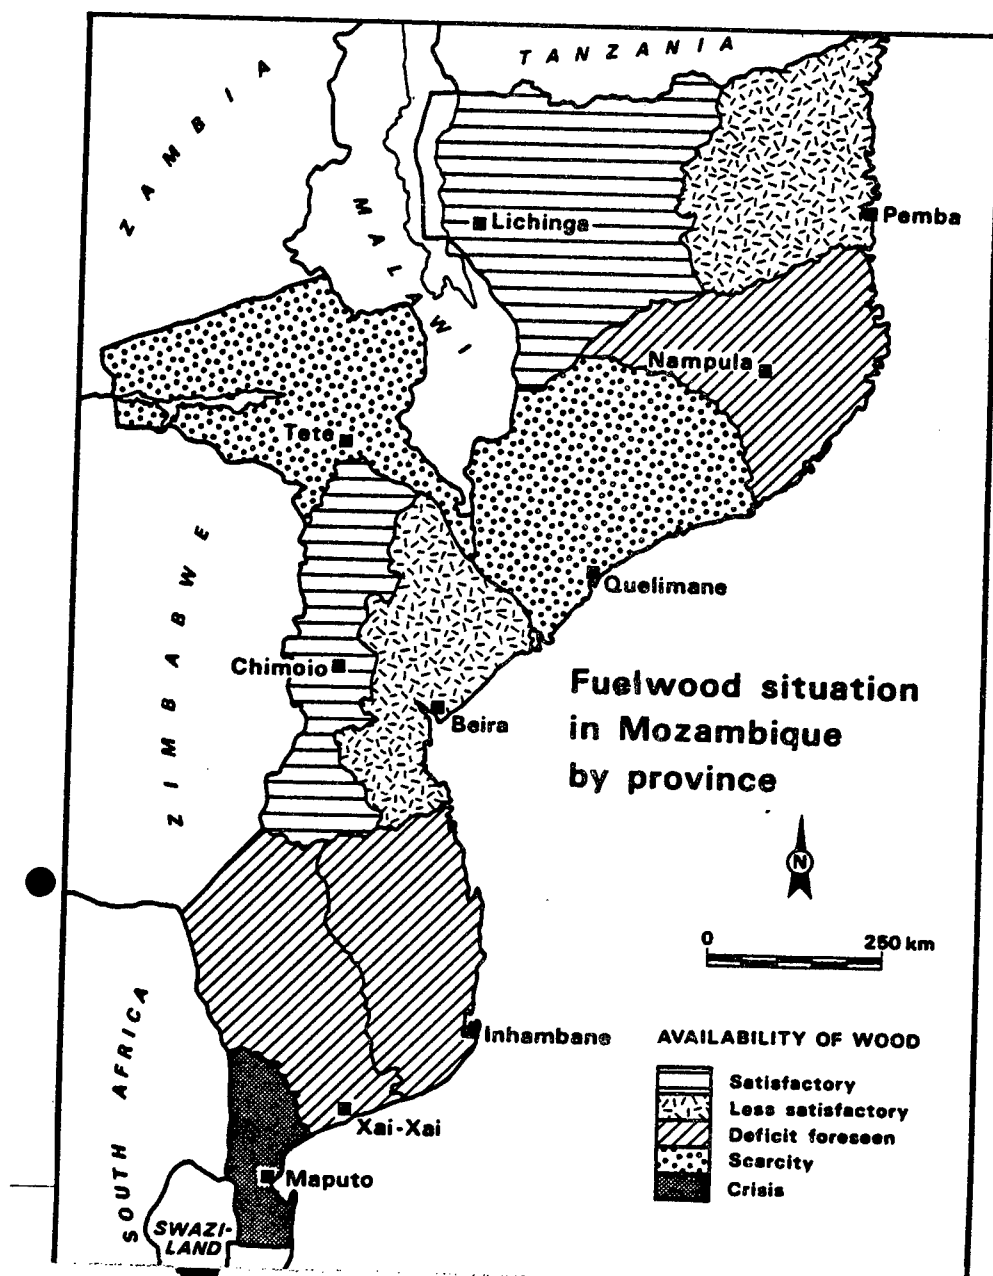 TANZANIA
ZAMBIA
MALAWI
Lichinga
Pemba
Nampula
Tete
Quelimane
ZIMBABWE
Chimoio
Beira
Fuelwood situation
in Mozambique
by province
N
0 250 km
Inhambane
SOUTH AFRICA
Xai-Xai
Maputo
SWAZI-
LAND
AVAILABILITY OF WOOD
Satisfactory
Less satisfactory
Deficit foreseen
Scarcity
Crisis